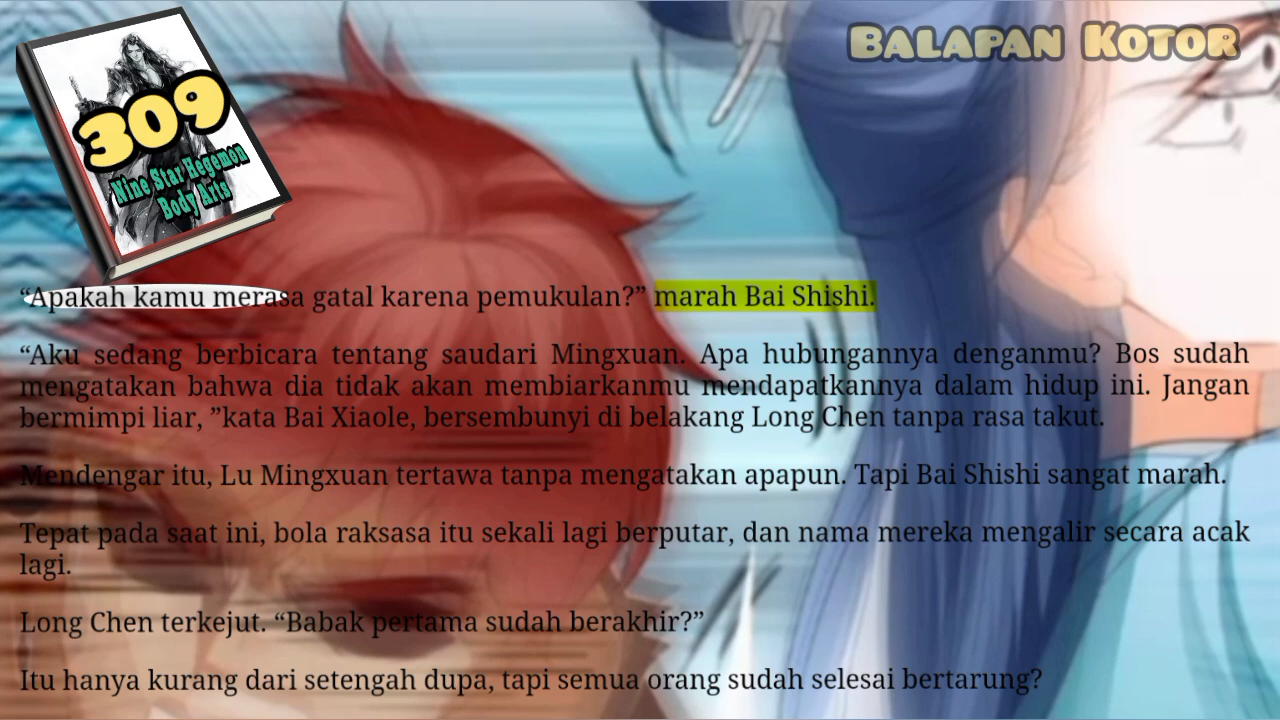 Balapan Kotor
309
Nine Star Hegemon
Body Arts
“Apakah kamu merasa gatal karena pemukulan?” marah Bai Shishi.
“Aku sedang berbicara tentang saudari Mingxuan. Apa hubungannya denganmu? Bos sudah
mengatakan bahwa dia tidak akan membiarkanmu mendapatkannya dalam hidup ini. Jangan
bermimpi liar, ”kata Bai Xiaole, bersembunyi di belakang Long Chen tanpa rasa takut.
Mendengar itu, Lu Mingxuan tertawa tanpa mengatakan apapun. Tapi Bai Shishi sangat marah.
Tepat pada saat ini, bola raksasa itu sekali lagi berputar, dan nama mereka mengalir secara acak
lagi.
Long Chen terkejut. “Babak pertama sudah berakhir?”
Itu hanya kurang dari setengah dupa, tapi semua orang sudah selesai bertarung?